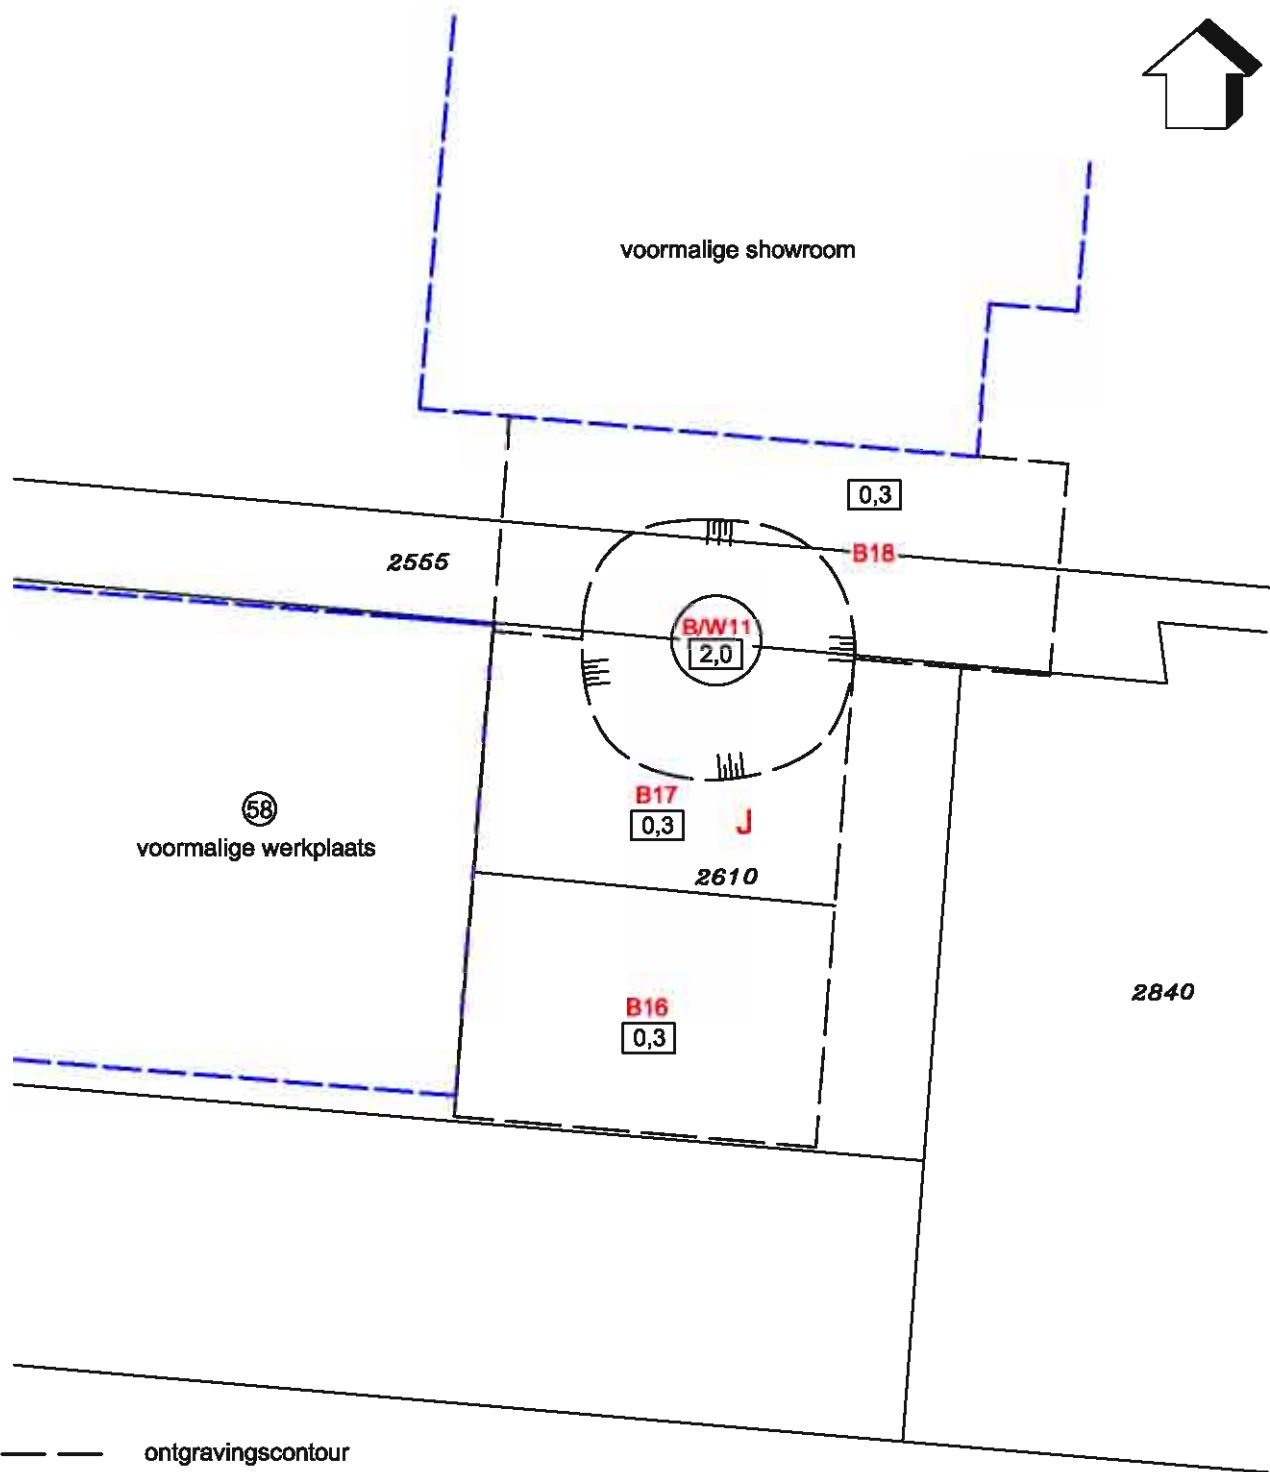 voormalige showroom
0,3
B18
2555
B/W11
2,0
B17
0,3
J
58
voormalige werkplaats
2610
2840
B16
0,3
ontgravingscontour